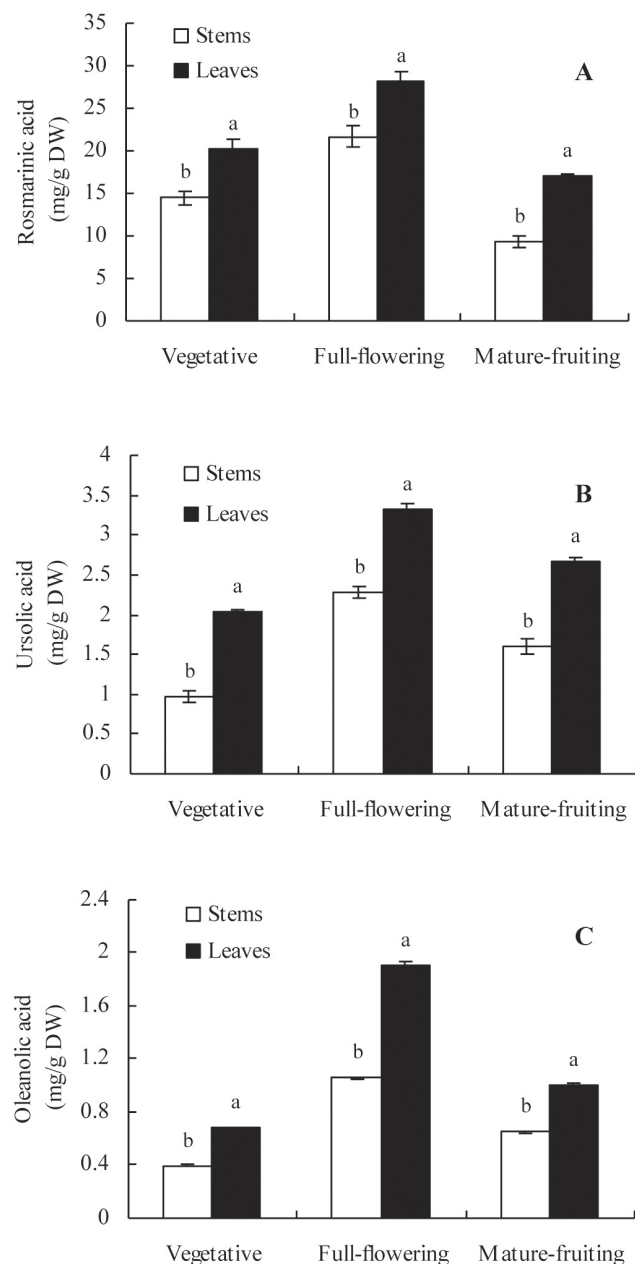 Stems
Leaves
A
Rosmarinic acid
(mg/g DW)
35
30
25
20
15
10
5
0
b
a
b
a
b
a
Vegetative
Full-flowering
Mature-fruiting
Stems
Leaves
B
Ursolic acid
(mg/g DW)
4
3.5
3
2.5
2
1.5
1
0.5
0
b
a
b
a
b
a
Vegetative
Full-flowering
Mature-fruiting
Stems
Leaves
C
Oleanolic acid
(mg/g DW)
2.4
2
1.6
1.2
0.8
0.4
0
b
a
b
a
b
a
Vegetative
Full-flowering
Mature-fruiting